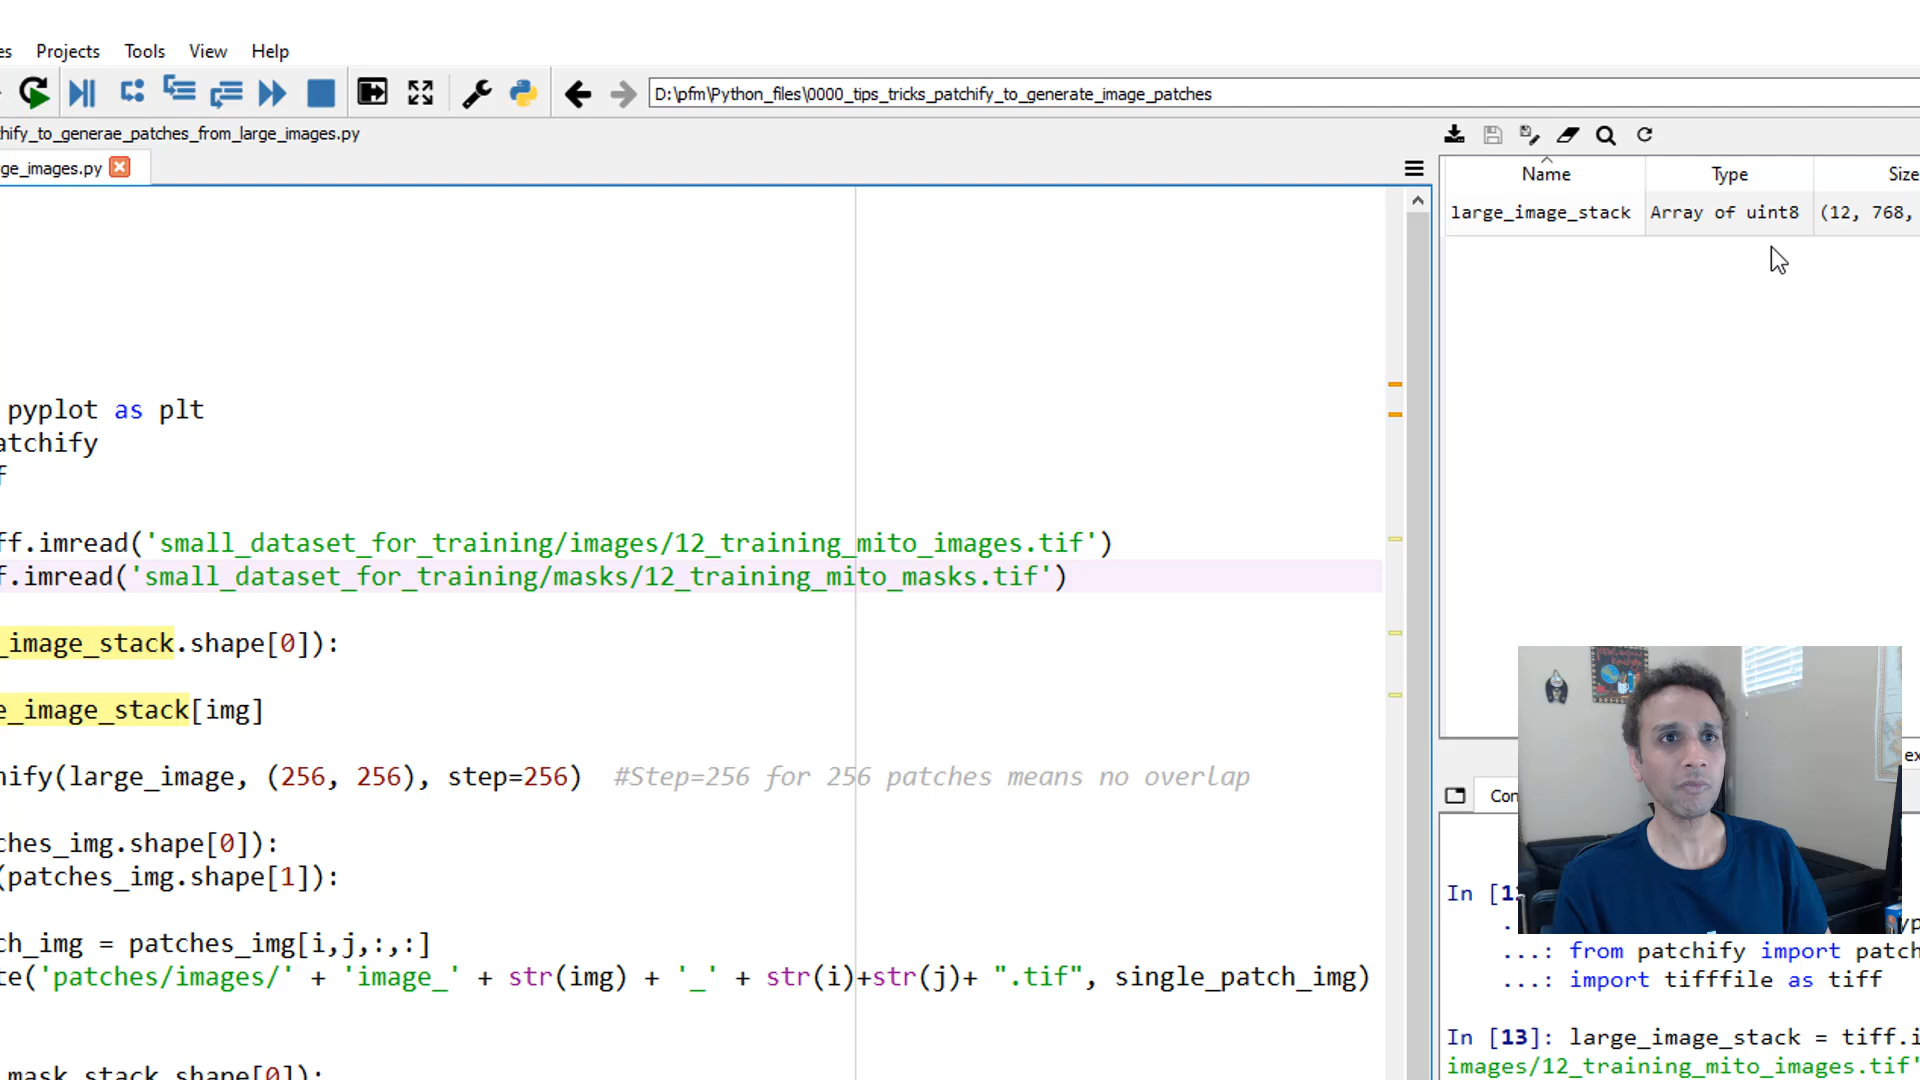 es Projects Tools View Help
D:\pfm\Python_files\0000_tips_tricks_patchify_to_generate_image_patches
hify_to_generae_patches_from_large_images.py
ge_images.py
pyplot as plt
atchify
f
ff.imread('small_dataset_for_training/images/12_training_mito_images.tif')
f.imread('small_dataset_for_training/masks/12_training_mito_masks.tif')
_image_stack.shape[0]):
e_image_stack[img]
hify(large_image, (256, 256), step=256)  #Step=256 for 256 patches means no overlap
ches_img.shape[0]):
(patches_img.shape[1]):
ch_img = patches_img[i,j,:,:]
te('patches/images/' + 'image_' + str(img) + '_' + str(i)+str(j)+ ".tif", single_patch_img)
mask_stack.shape[0]):
Name Type Size
large_image_stack Array of uint8 (12, 768,
ex
Con
In [1
...: from patchify import patch
...: import tifffile as tiff
In [13]: large_image_stack = tiff.i
images/12_training_mito_images.tif'